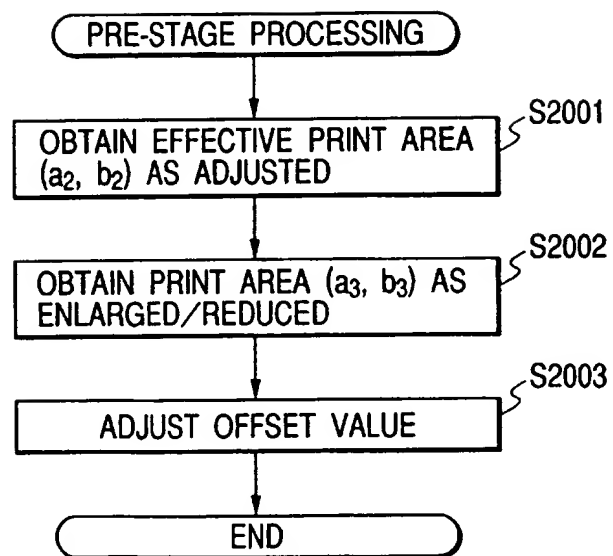 PRE-STAGE PROCESSING
S2001
OBTAIN EFFECTIVE PRINT AREA
(a₂, b₂) AS ADJUSTED
S2002
OBTAIN PRINT AREA (a₃, b₃) AS
ENLARGED/REDUCED
S2003
ADJUST OFFSET VALUE
END